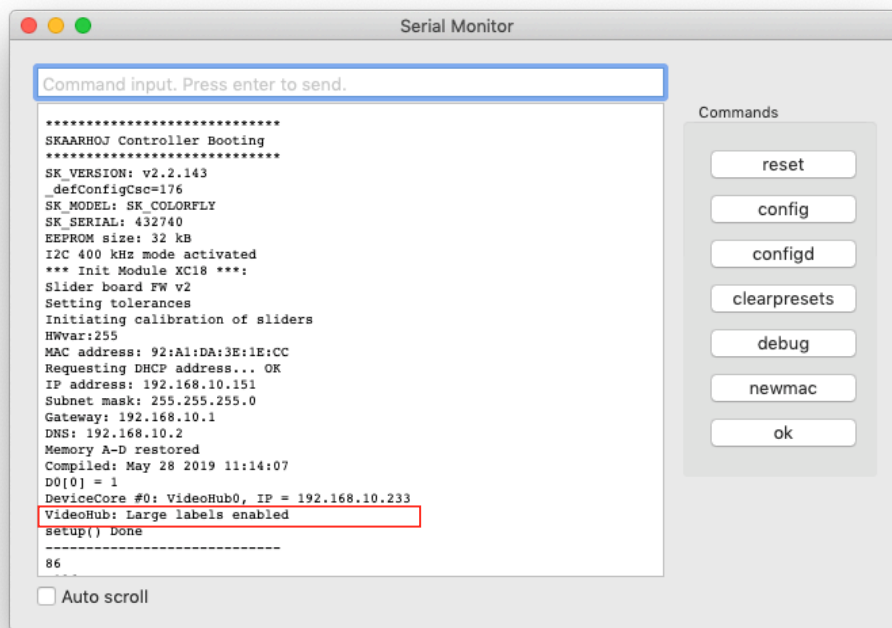 Serial Monitor
Command input. Press enter to send.
*****************************
SKAARHOJ Controller Booting
*****************************
SK_VERSION: v2.2.143
_defConfigCsc=176
SK_MODEL: SK_COLORFLY
SK_SERIAL: 432740
EEPROM size: 32 kB
I2C 400 kHz mode activated
*** Init Module XC18 ***:
Slider board FW v2
Setting tolerances
Initiating calibration of sliders
HWvar:255
MAC address: 92:A1:DA:3E:1E:CC
Requesting DHCP address... OK
IP address: 192.168.10.151
Subnet mask: 255.255.255.0
Gateway: 192.168.10.1
DNS: 192.168.10.2
Memory A-D restored
Compiled: May 28 2019 11:14:07
D0[0] = 1
DeviceCore #0: VideoHub0, IP = 192.168.10.233
VideoHub: Large labels enabled
setup() Done
-----------------------------
86
Auto scroll
Commands
reset
config
configd
clearpresets
debug
newmac
ok